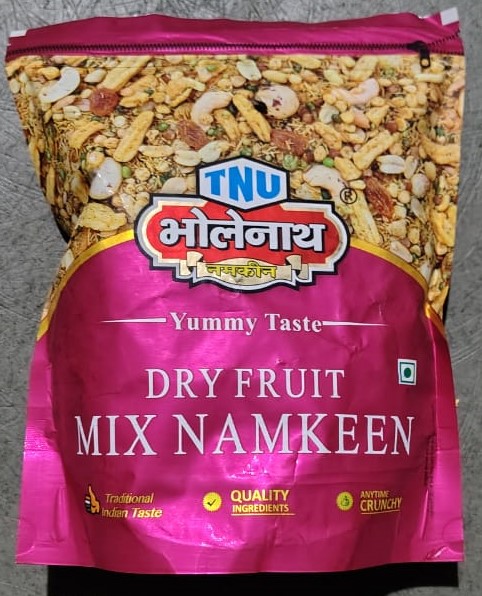 TNU
®
भोलेनाथ
नमकीन
Yummy Taste
DRY FRUIT
MIX NAMKEEN
Traditional
Indian Taste
QUALITY
INGREDIENTS
ANYTIME
CRUNCHY